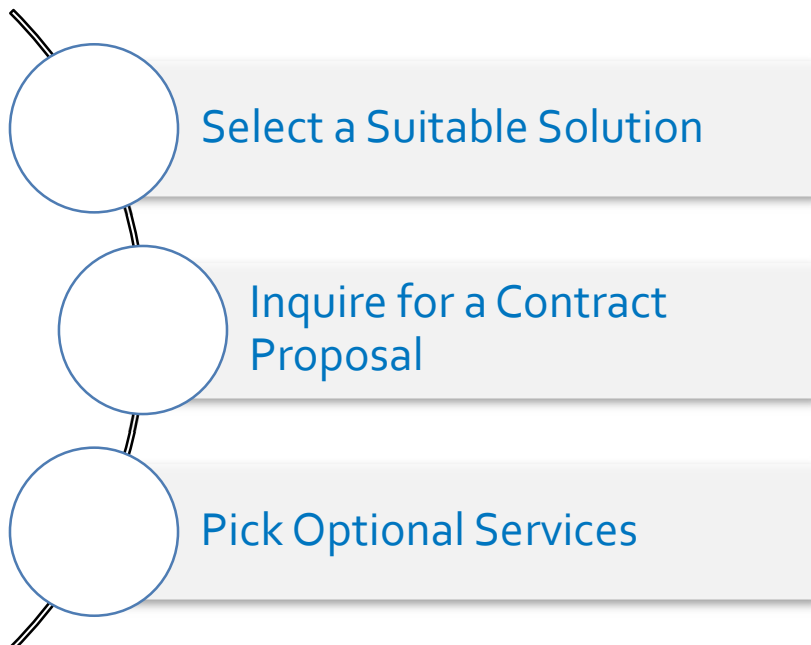 Select a Suitable Solution
Inquire for a Contract
Proposal
Pick Optional Services